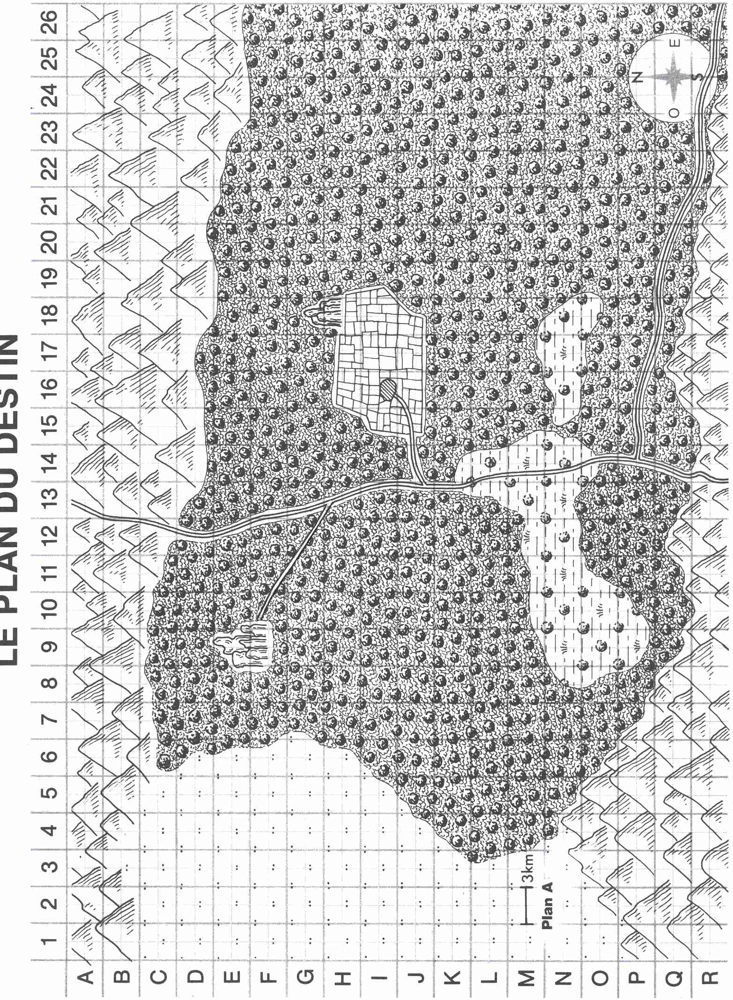 LE PLAN DU DESTIN
1 2 3 4 5 6 7 8 9 10 11 12 13 14 15 16 17 18 19 20 21 22 23 24 25 26
A
B
C
D
E
F
G
H
I
J
K
L
M
N
O
P
Q
R
3km
Plan A
N
O
E
S